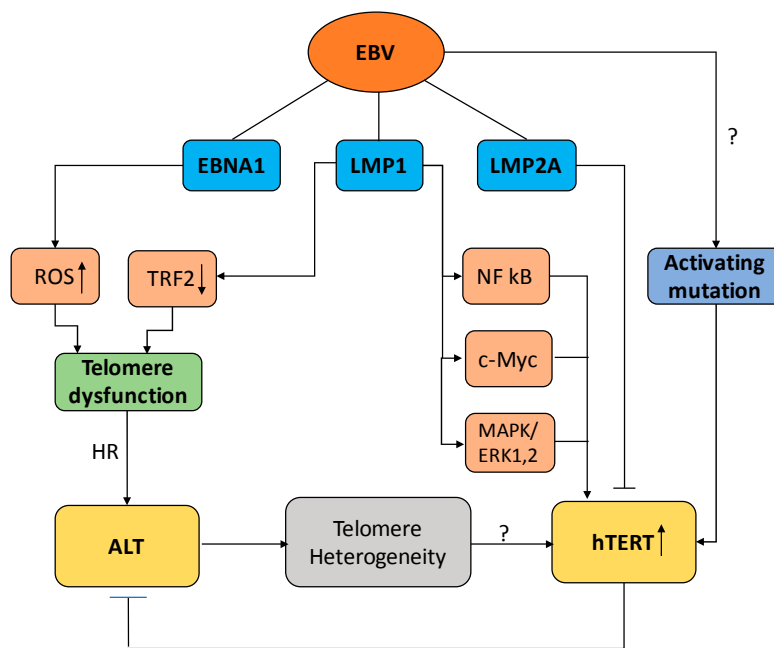 EBV
?
EBNA1
LMP1
LMP2A
ROS
TRF2
NF kB
Activating
mutation
Telomere
dysfunction
c-Myc
MAPK/
ERK1,2
HR
ALT
Telomere
Heterogeneity
?
hTERT